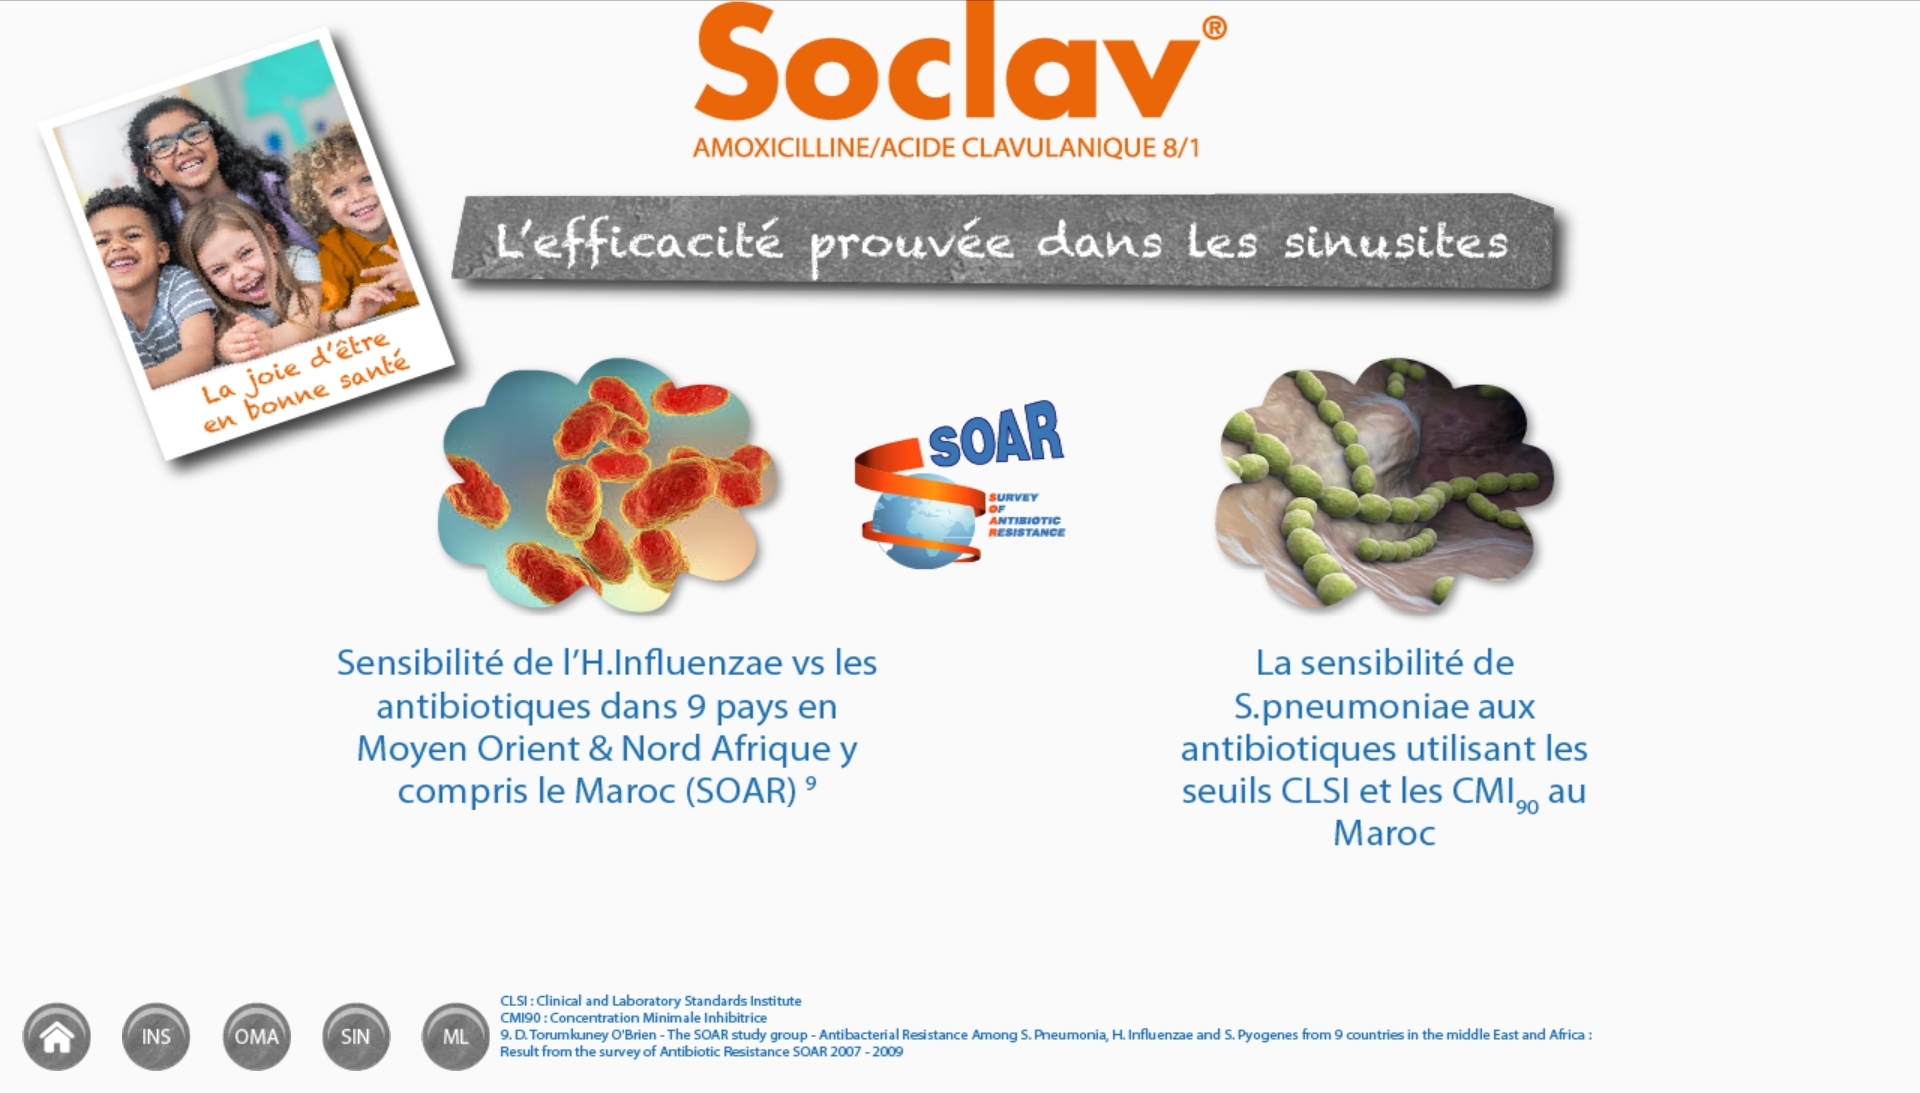 Soclav®
AMOXICILLINE/ACIDE CLAVULANIQUE 8/1
L'efficacité prouvée dans les sinusites
La joie d'être
en bonne santé
SOAR
SURVEY
OF
ANTIBIOTIC
RESISTANCE
Sensibilité de l'H.Influenzae vs les
antibiotiques dans 9 pays en
Moyen Orient & Nord Afrique y
compris le Maroc (SOAR) 9
La sensibilité de
S.pneumoniae aux
antibiotiques utilisant les
seuils CLSI et les CMI90 au
Maroc
INS
OMA
SIN
ML
CLSI : Clinical and Laboratory Standards Institute
CMI90 : Concentration Minimale Inhibitrice
9. D. Torumkuney O'Brien - The SOAR study group - Antibacterial Resistance Among S. Pneumonia, H. Influenzae and S. Pyogenes from 9 countries in the middle East and Africa :
Result from the survey of Antibiotic Resistance SOAR 2007 - 2009